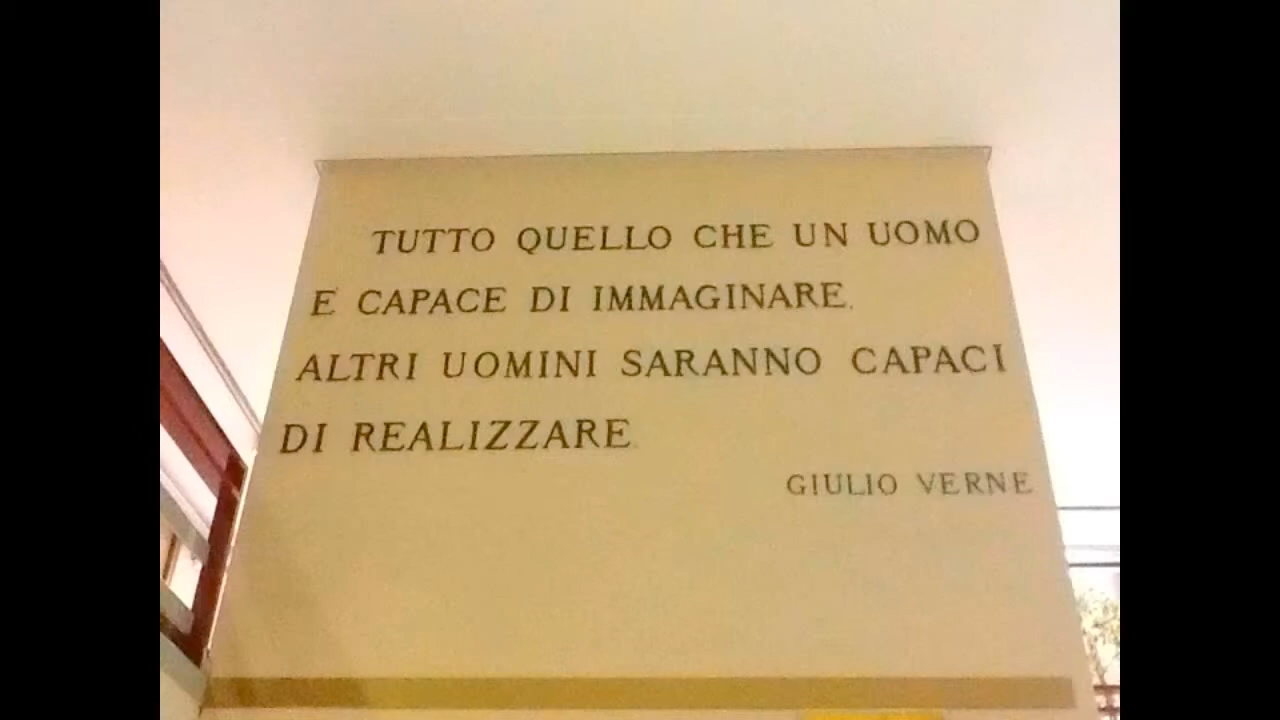 TUTTO QUELLO CHE UN UOMO
E' CAPACE DI IMMAGINARE,
ALTRI UOMINI SARANNO CAPACI
DI REALIZZARE.
GIULIO VERNE